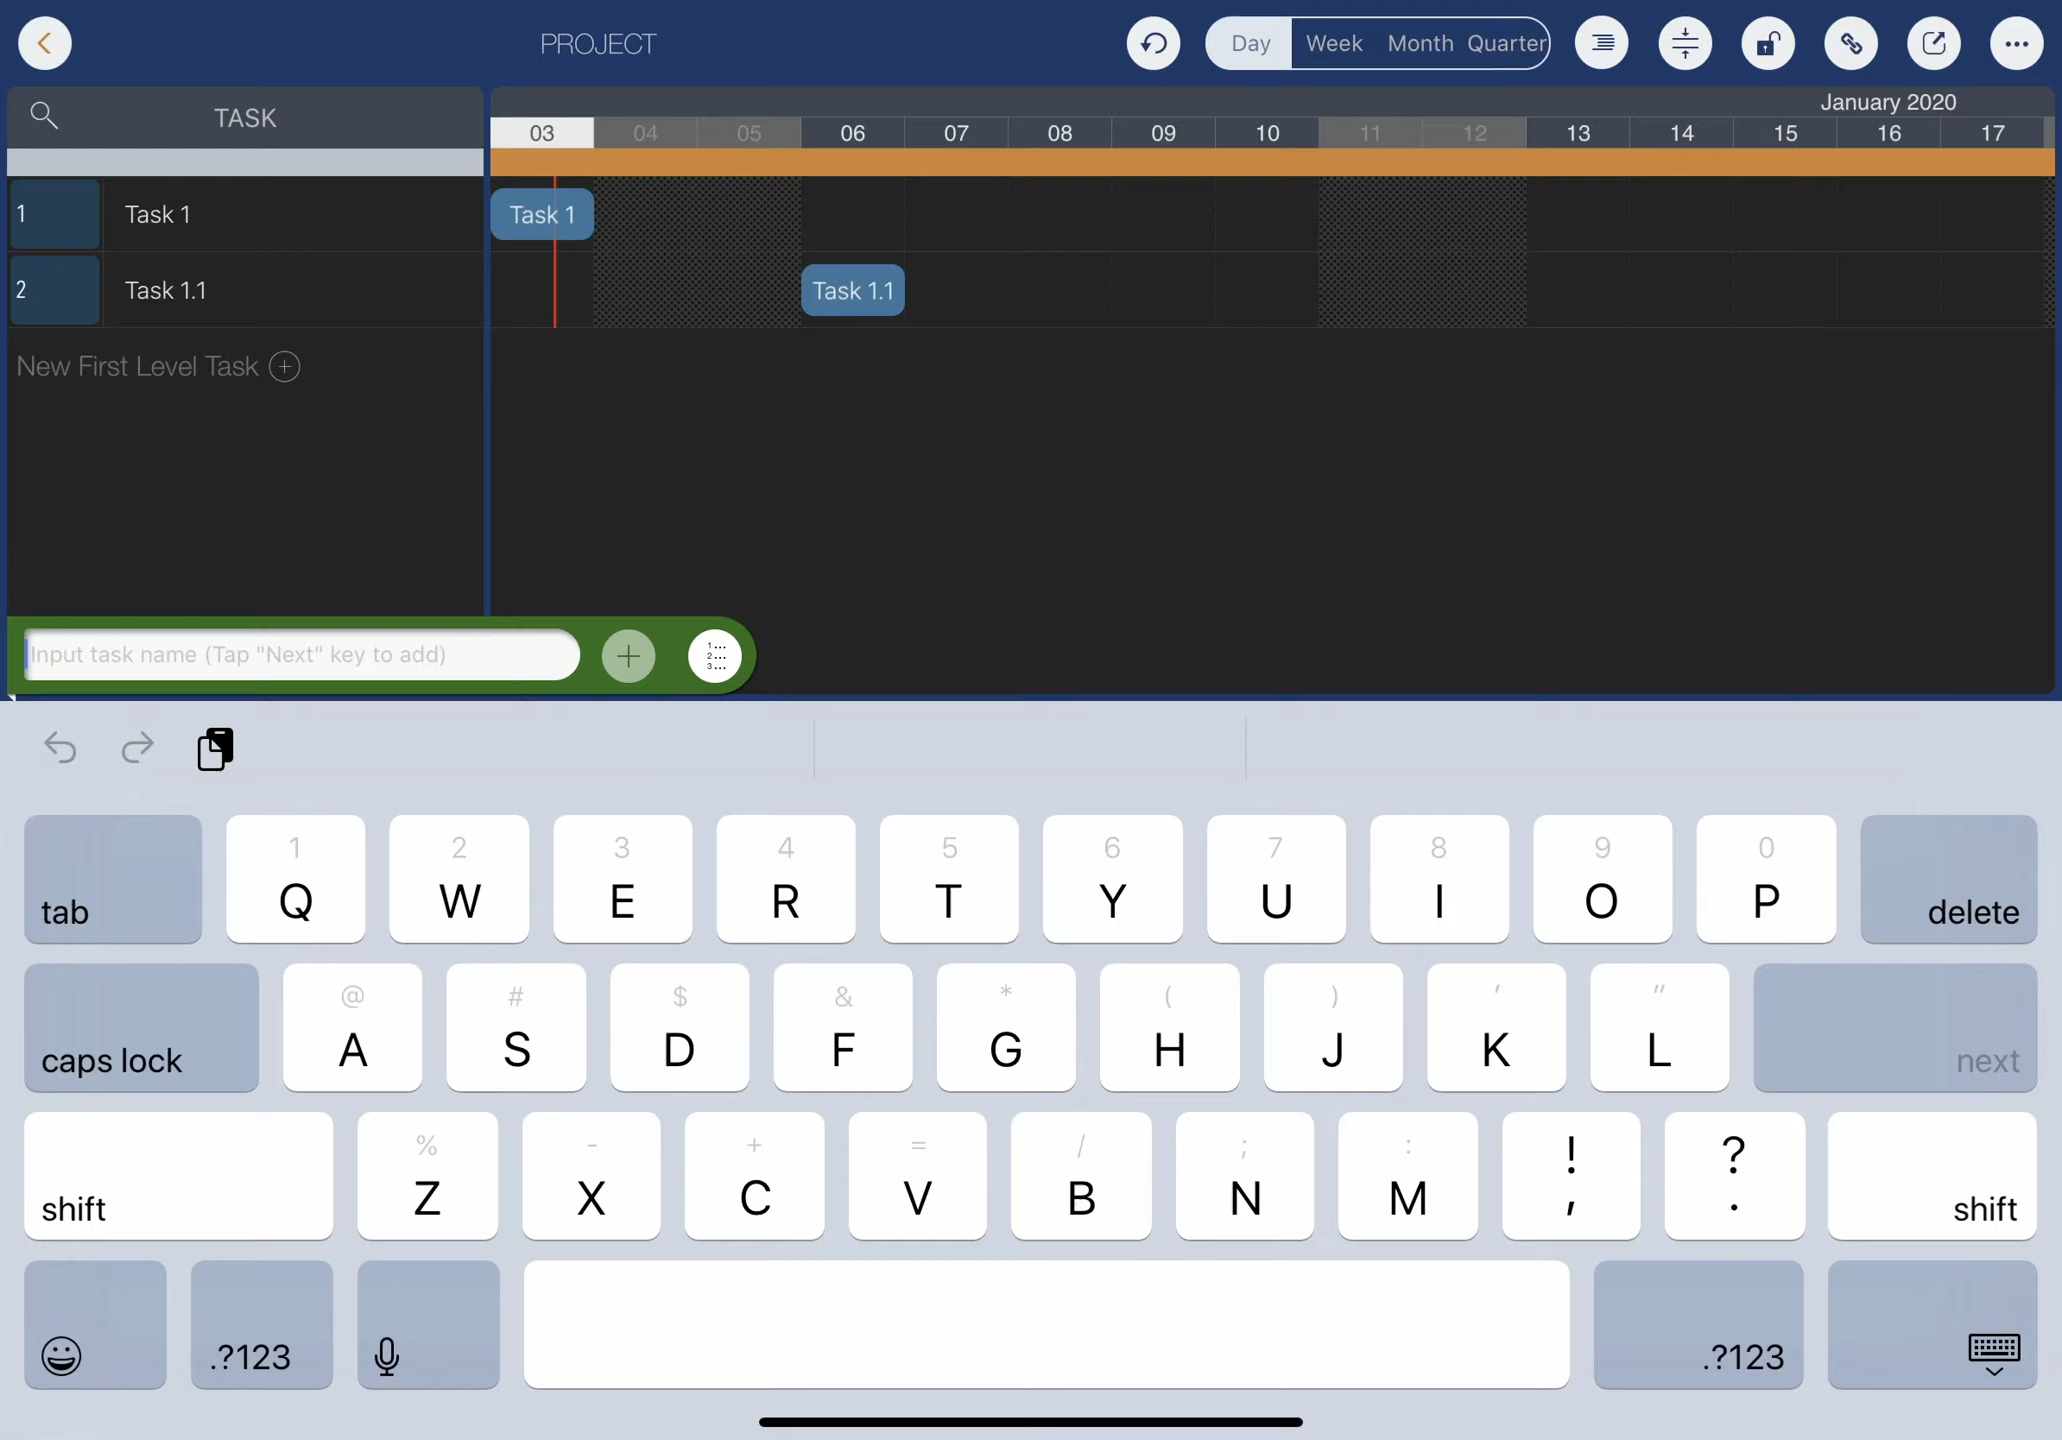 PROJECT
Day Week Month Quarter
TASK
January 2020
03 04 05 06 07 08 09 10 11 12 13 14 15 16 17
1 Task 1 Task 1
2 Task 1.1 Task 1.1
New First Level Task +
Input task name (Tap "Next" key to add)
1...
2...
3...
1 2 3 4 5 6 7 8 9 0
tab Q W E R T Y U I O P delete
@ # $ & * ( ) ' "
caps lock A S D F G H J K L next
% - + = / ; : ! ?
shift Z X C V B N M , . shift
.?123 .?123